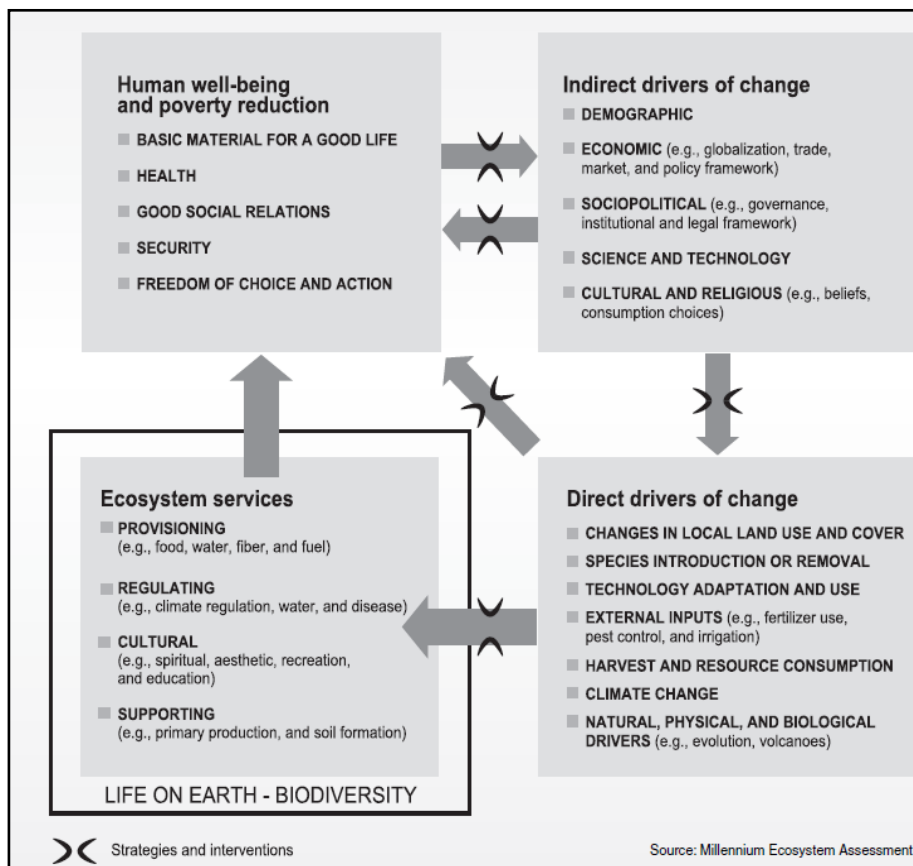 Human well-being
and poverty reduction
BASIC MATERIAL FOR A GOOD LIFE
HEALTH
GOOD SOCIAL RELATIONS
SECURITY
FREEDOM OF CHOICE AND ACTION
Indirect drivers of change
DEMOGRAPHIC
ECONOMIC (e.g., globalization, trade,
market, and policy framework)
SOCIOPOLITICAL (e.g., governance,
institutional and legal framework)
SCIENCE AND TECHNOLOGY
CULTURAL AND RELIGIOUS (e.g., beliefs,
consumption choices)
Ecosystem services
PROVISIONING
(e.g., food, water, fiber, and fuel)
REGULATING
(e.g., climate regulation, water, and disease)
CULTURAL
(e.g., spiritual, aesthetic, recreation,
and education)
SUPPORTING
(e.g., primary production, and soil formation)
LIFE ON EARTH - BIODIVERSITY
Direct drivers of change
CHANGES IN LOCAL LAND USE AND COVER
SPECIES INTRODUCTION OR REMOVAL
TECHNOLOGY ADAPTATION AND USE
EXTERNAL INPUTS (e.g., fertilizer use,
pest control, and irrigation)
HARVEST AND RESOURCE CONSUMPTION
CLIMATE CHANGE
NATURAL, PHYSICAL, AND BIOLOGICAL
DRIVERS (e.g., evolution, volcanoes)
Strategies and interventions
Source: Millennium Ecosystem Assessment